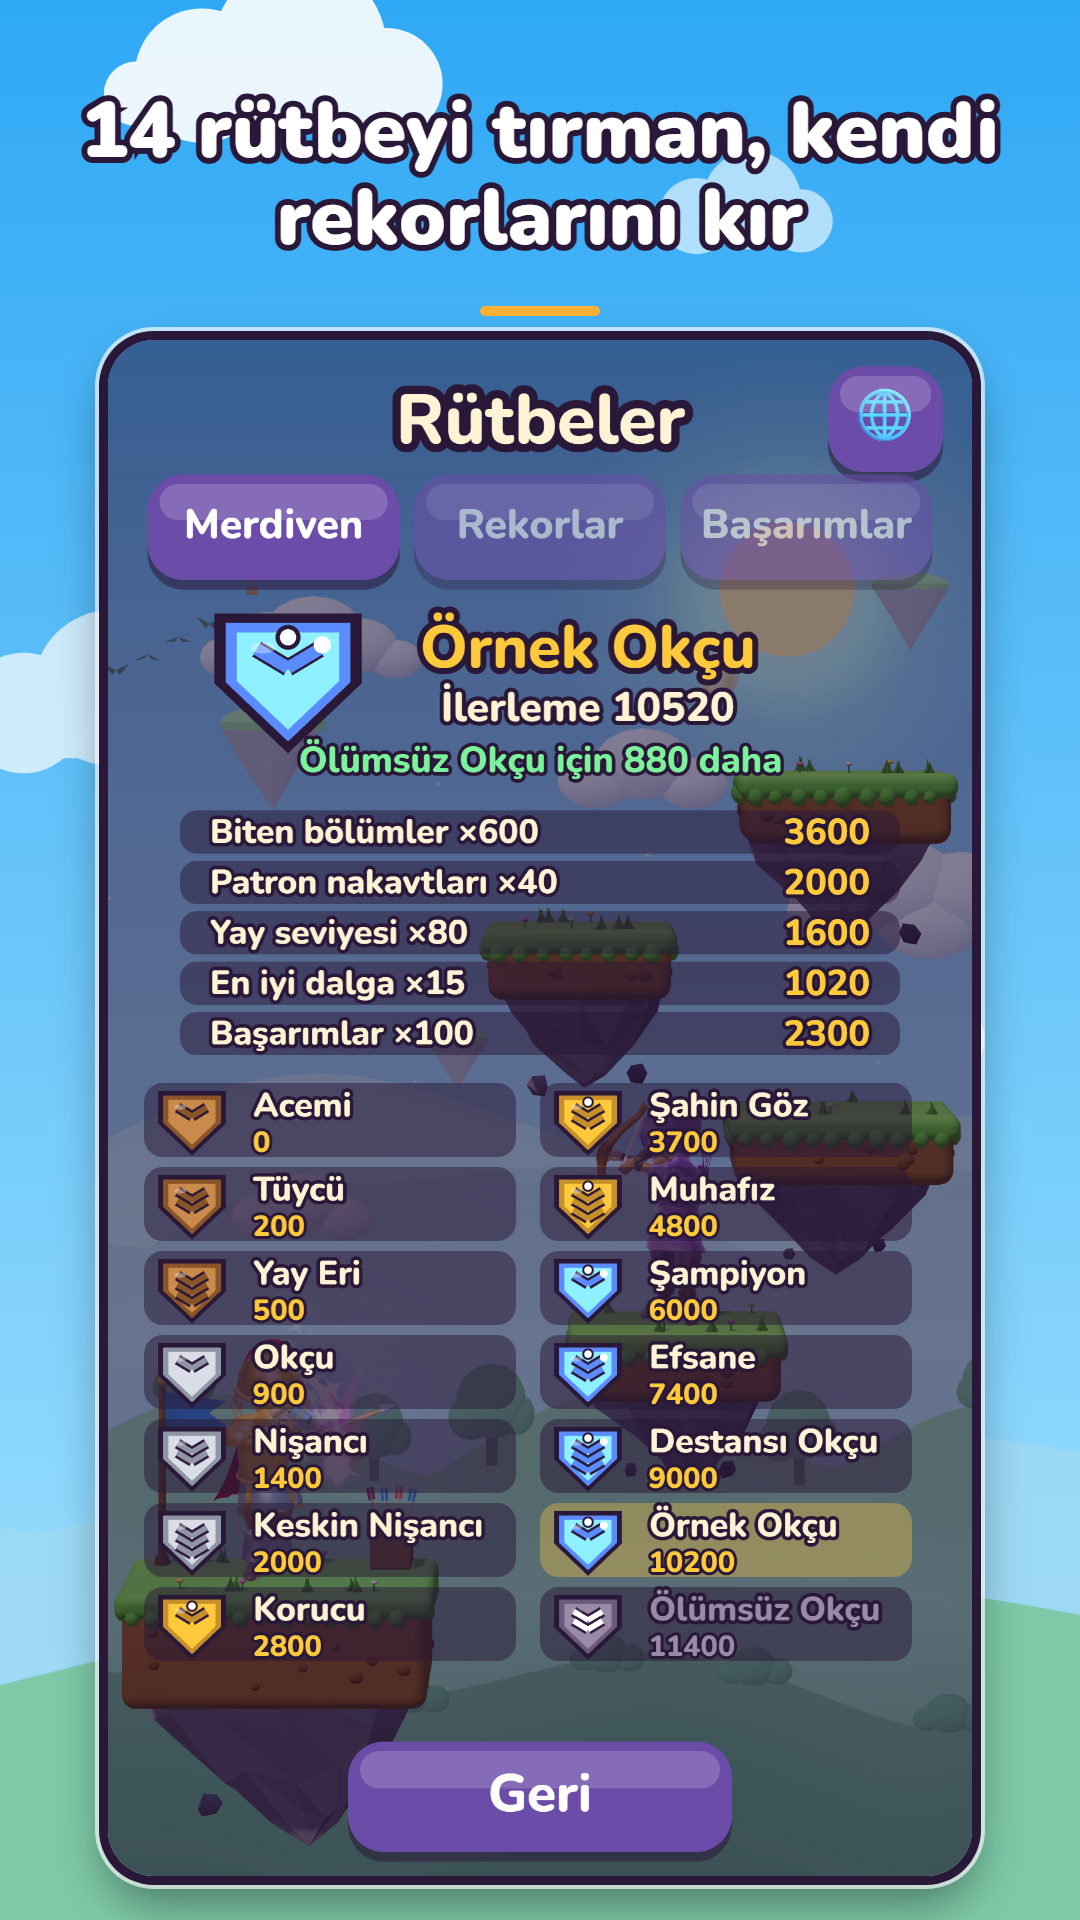 14 rütbeyi tırman, kendi
rekorlarını kır
Rütbeler
Merdiven
Rekorlar
Başarımlar
Örnek Okçu
İlerleme 10520
Ölümsüz Okçu için 880 daha
Biten bölümler ×600 3600
Patron nakavtları ×40 2000
Yay seviyesi ×80 1600
En iyi dalga ×15 1020
Başarımlar ×100 2300
Acemi
0
Tüycü
200
Yay Eri
500
Okçu
900
Nişancı
1400
Keskin Nişancı
2000
Korucu
2800
Şahin Göz
3700
Muhafız
4800
Şampiyon
6000
Efsane
7400
Destansı Okçu
9000
Örnek Okçu
10200
Ölümsüz Okçu
11400
Geri